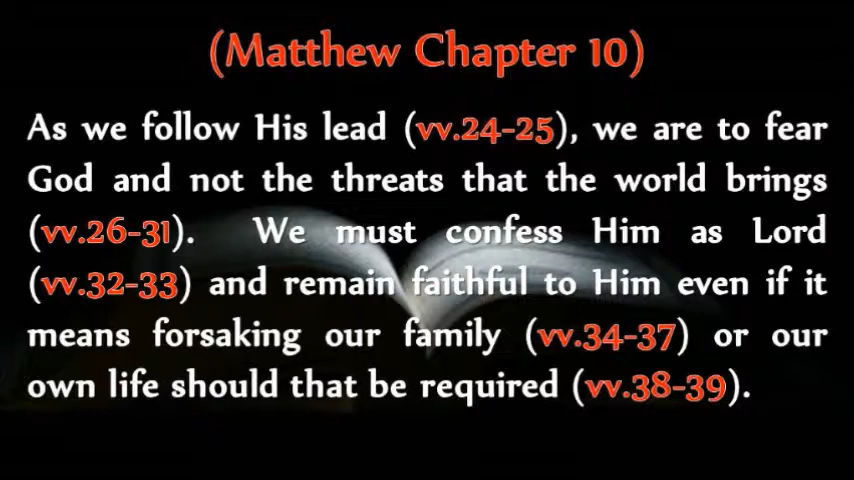 (Matthew Chapter 10)
As we follow His lead (vv.24-25), we are to fear
God and not the threats that the world brings
(vv.26-31). We must confess Him as Lord
(vv.32-33) and remain faithful to Him even if it
means forsaking our family (vv.34-37) or our
own life should that be required (vv.38-39).